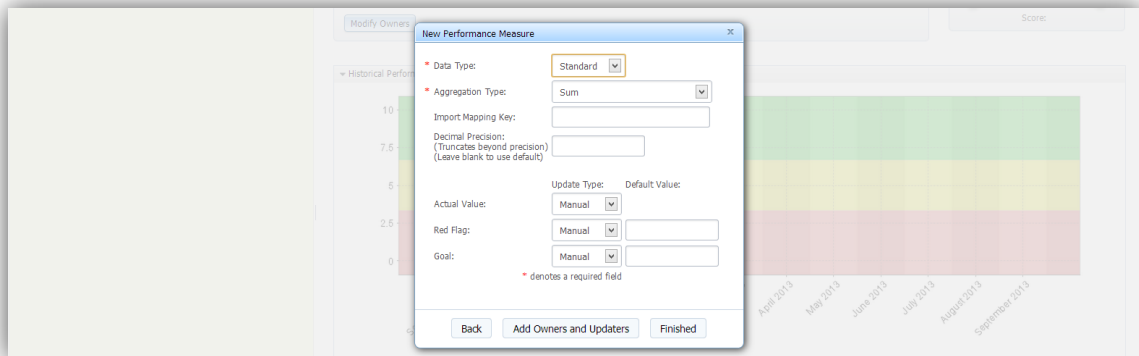 Modify Owners
Score:
New Performance Measure x
Historical Perform
* Data Type: Standard
* Aggregation Type: Sum
Import Mapping Key:
Decimal Precision:
(Truncates beyond precision)
(Leave blank to use default)
Update Type: Default Value:
Actual Value: Manual
Red Flag: Manual
Goal: Manual
* denotes a required field
Back Add Owners and Updaters Finished
10
7.5
5
2.5
0
April 2013
May 2013
June 2013
July 2013
August 2013
September 2013